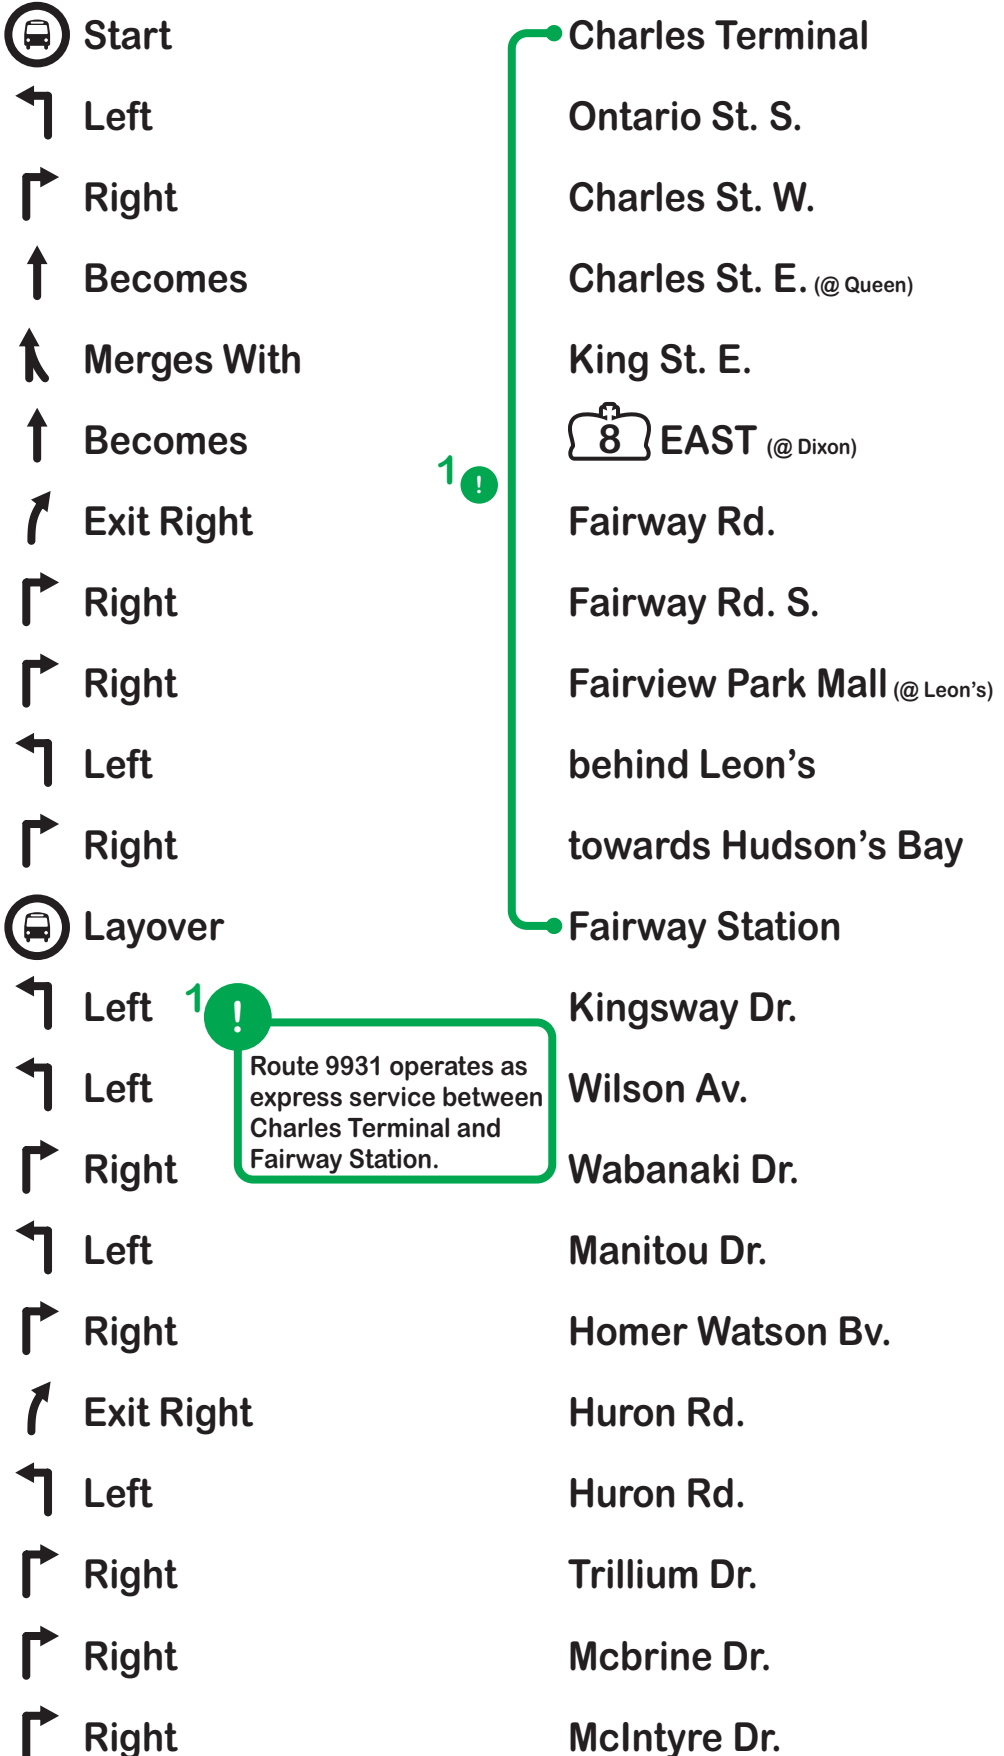 Start Charles Terminal
Left Ontario St. S.
Right Charles St. W.
Becomes Charles St. E. (@ Queen)
Merges With King St. E.
Becomes 8 EAST (@ Dixon)
1 !
Exit Right Fairway Rd.
Right Fairway Rd. S.
Right Fairview Park Mall (@ Leon's)
Left behind Leon's
Right towards Hudson's Bay
Layover Fairway Station
Left 1 ! Kingsway Dr.
Route 9931 operates as
express service between
Charles Terminal and
Fairway Station.
Left Wilson Av.
Right Wabanaki Dr.
Left Manitou Dr.
Right Homer Watson Bv.
Exit Right Huron Rd.
Left Huron Rd.
Right Trillium Dr.
Right Mcbrine Dr.
Right McIntyre Dr.